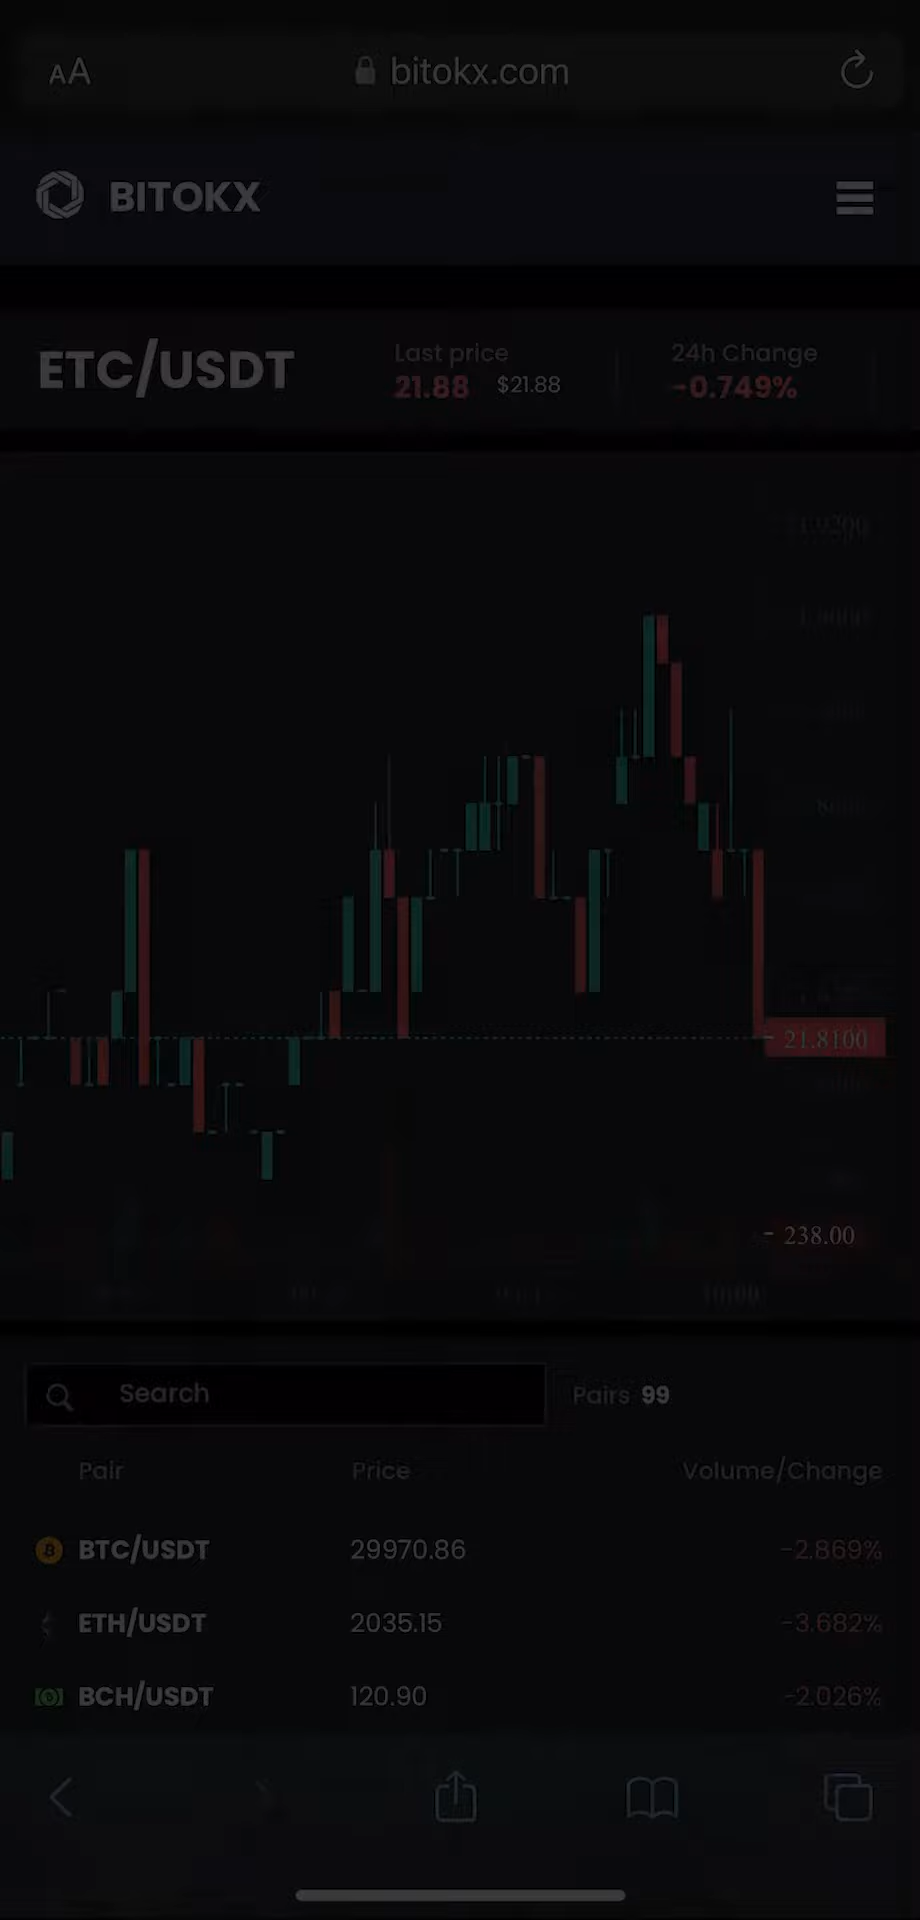 AA bitokx.com
BITOKX
ETC/USDT
Last price
21.88 $21.88
24h Change
-0.749%
21.8100
238.00
Search
Pairs 99
Pair Price Volume/Change
BTC/USDT 29970.86 -2.869%
ETH/USDT 2035.15 -3.682%
BCH/USDT 120.90 -2.026%